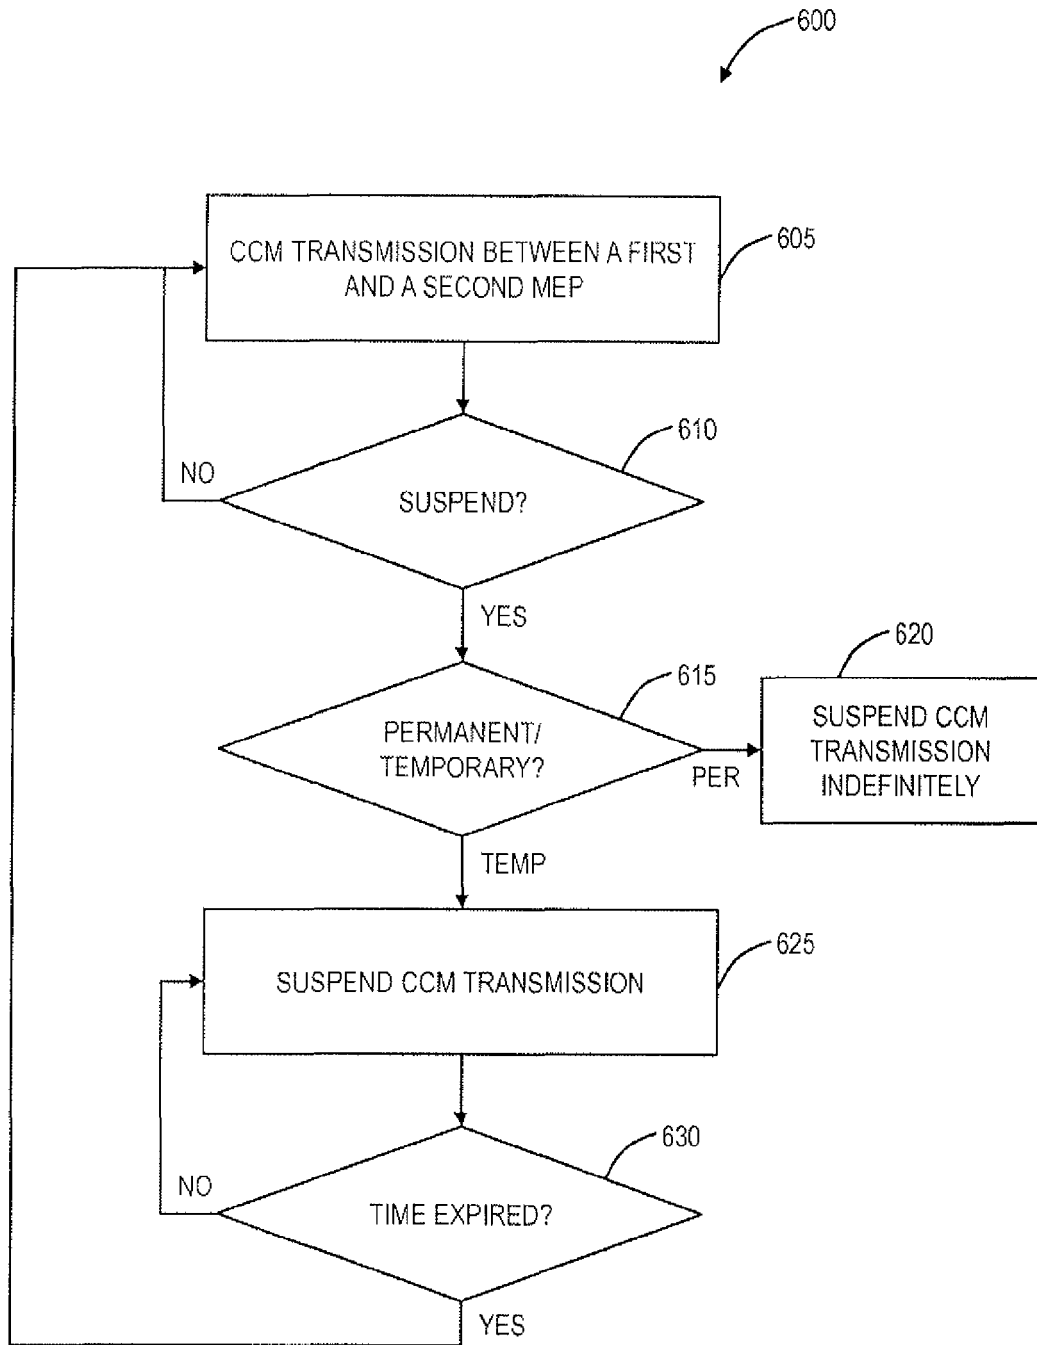 600
CCM TRANSMISSION BETWEEN A FIRST
AND A SECOND MEP
605
610
NO
SUSPEND?
YES
620
615
PERMANENT/
TEMPORARY?
PER
SUSPEND CCM
TRANSMISSION
INDEFINITELY
TEMP
625
SUSPEND CCM TRANSMISSION
630
NO
TIME EXPIRED?
YES